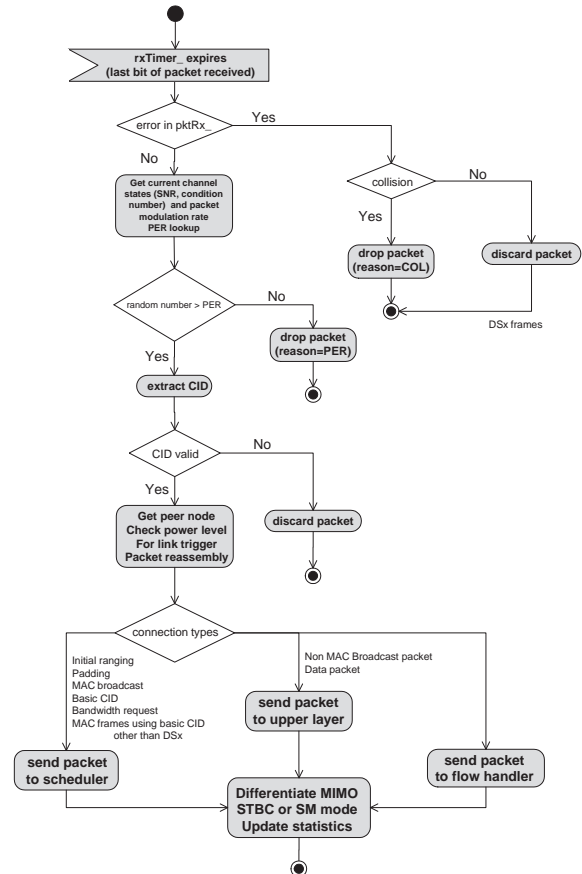 rxTimer_ expires
(last bit of packet received)
error in pktRx_
Yes
No
Get current channel
states (SNR, condition
number) and packet
modulation rate
PER lookup
collision
No
Yes
drop packet
(reason=COL)
discard packet
DSx frames
random number > PER
No
Yes
drop packet
(reason=PER)
extract CID
CID valid
No
Yes
Get peer node
Check power level
For link trigger
Packet reassembly
discard packet
connection types
Initial ranging
Padding
MAC broadcast
Basic CID
Bandwidth request
MAC frames using basic CID
other than DSx
Non MAC Broadcast packet
Data packet
send packet
to upper layer
send packet
to scheduler
send packet
to flow handler
Differentiate MIMO
STBC or SM mode
Update statistics